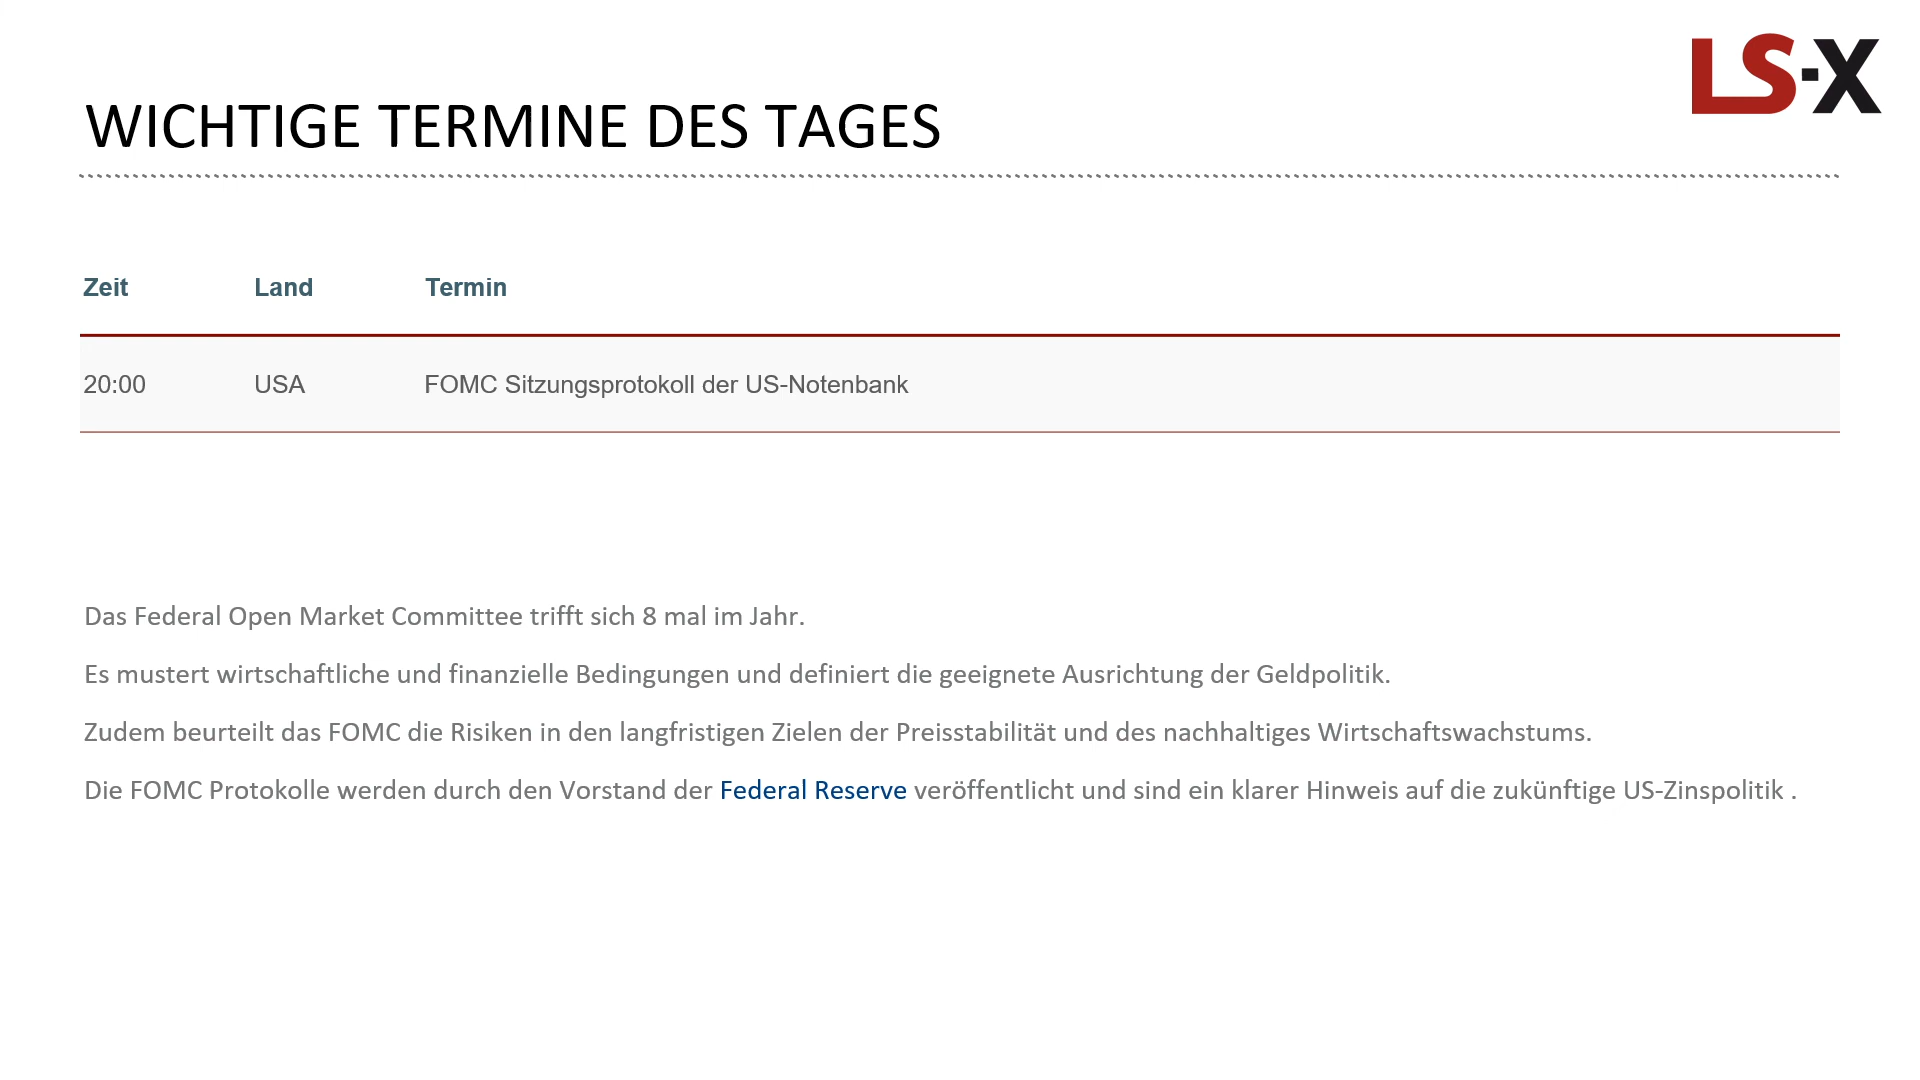 LS-X
WICHTIGE TERMINE DES TAGES
Zeit Land Termin
20:00 USA FOMC Sitzungsprotokoll der US-Notenbank
Das Federal Open Market Committee trifft sich 8 mal im Jahr.
Es mustert wirtschaftliche und finanzielle Bedingungen und definiert die geeignete Ausrichtung der Geldpolitik.
Zudem beurteilt das FOMC die Risiken in den langfristigen Zielen der Preisstabilität und des nachhaltiges Wirtschaftswachstums.
Die FOMC Protokolle werden durch den Vorstand der Federal Reserve veröffentlicht und sind ein klarer Hinweis auf die zukünftige US-Zinspolitik .